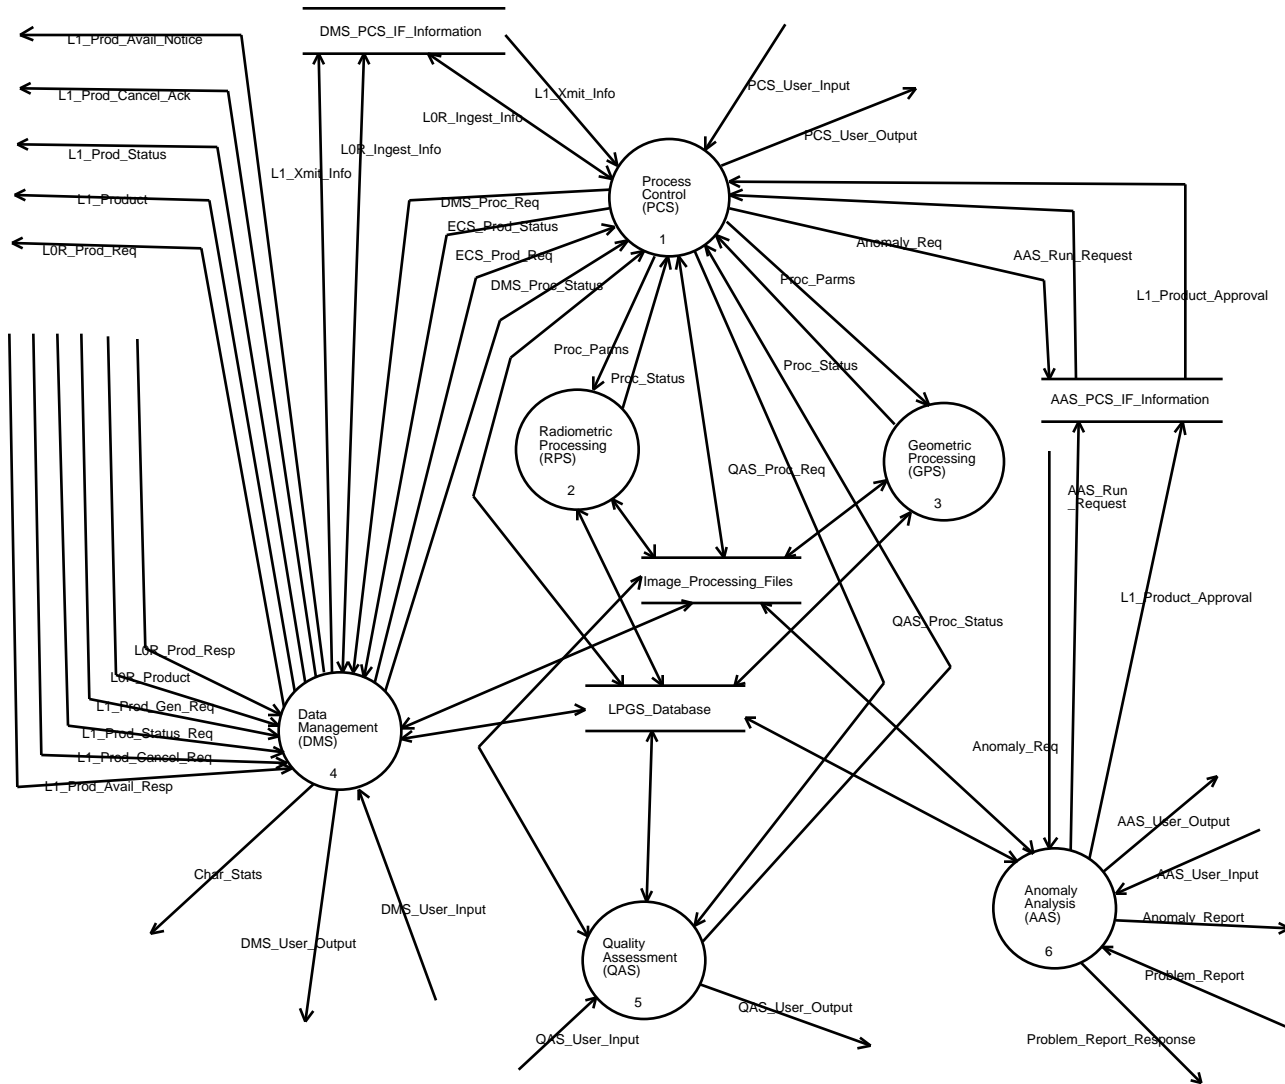 DMS_PCS_IF_Information
L1_Prod_Avail_Notice
L1_Prod_Cancel_Ack
L1_Prod_Status
L1_Product
L0R_Prod_Req
L1_Xmit_Info
L0R_Ingest_Info
L1_Xmit_Info
L0R_Ingest_Info
PCS_User_Input
PCS_User_Output
Process
Control
(PCS)
1
DMS_Proc_Req
ECS_Prod_Status
ECS_Prod_Req
DMS_Proc_Status
Anomaly_Req
AAS_Run_Request
L1_Product_Approval
Proc_Parms
Proc_Status
Proc_Parms
Proc_Status
AAS_PCS_IF_Information
Radiometric
Processing
(RPS)
2
Geometric
Processing
(GPS)
3
QAS_Proc_Req
AAS_Run
_Request
Image_Processing_Files
L1_Product_Approval
QAS_Proc_Status
L0R_Prod_Resp
L0R_Product
L1_Prod_Gen_Req
L1_Prod_Status_Req
L1_Prod_Cancel_Req
L1_Prod_Avail_Resp
Data
Management
(DMS)
4
LPGS_Database
Anomaly_Req
AAS_User_Output
AAS_User_Input
Anomaly_Report
Problem_Report
Problem_Report_Response
Char_Stats
DMS_User_Input
DMS_User_Output
Quality
Assessment
(QAS)
5
Anomaly
Analysis
(AAS)
6
QAS_User_Output
QAS_User_Input